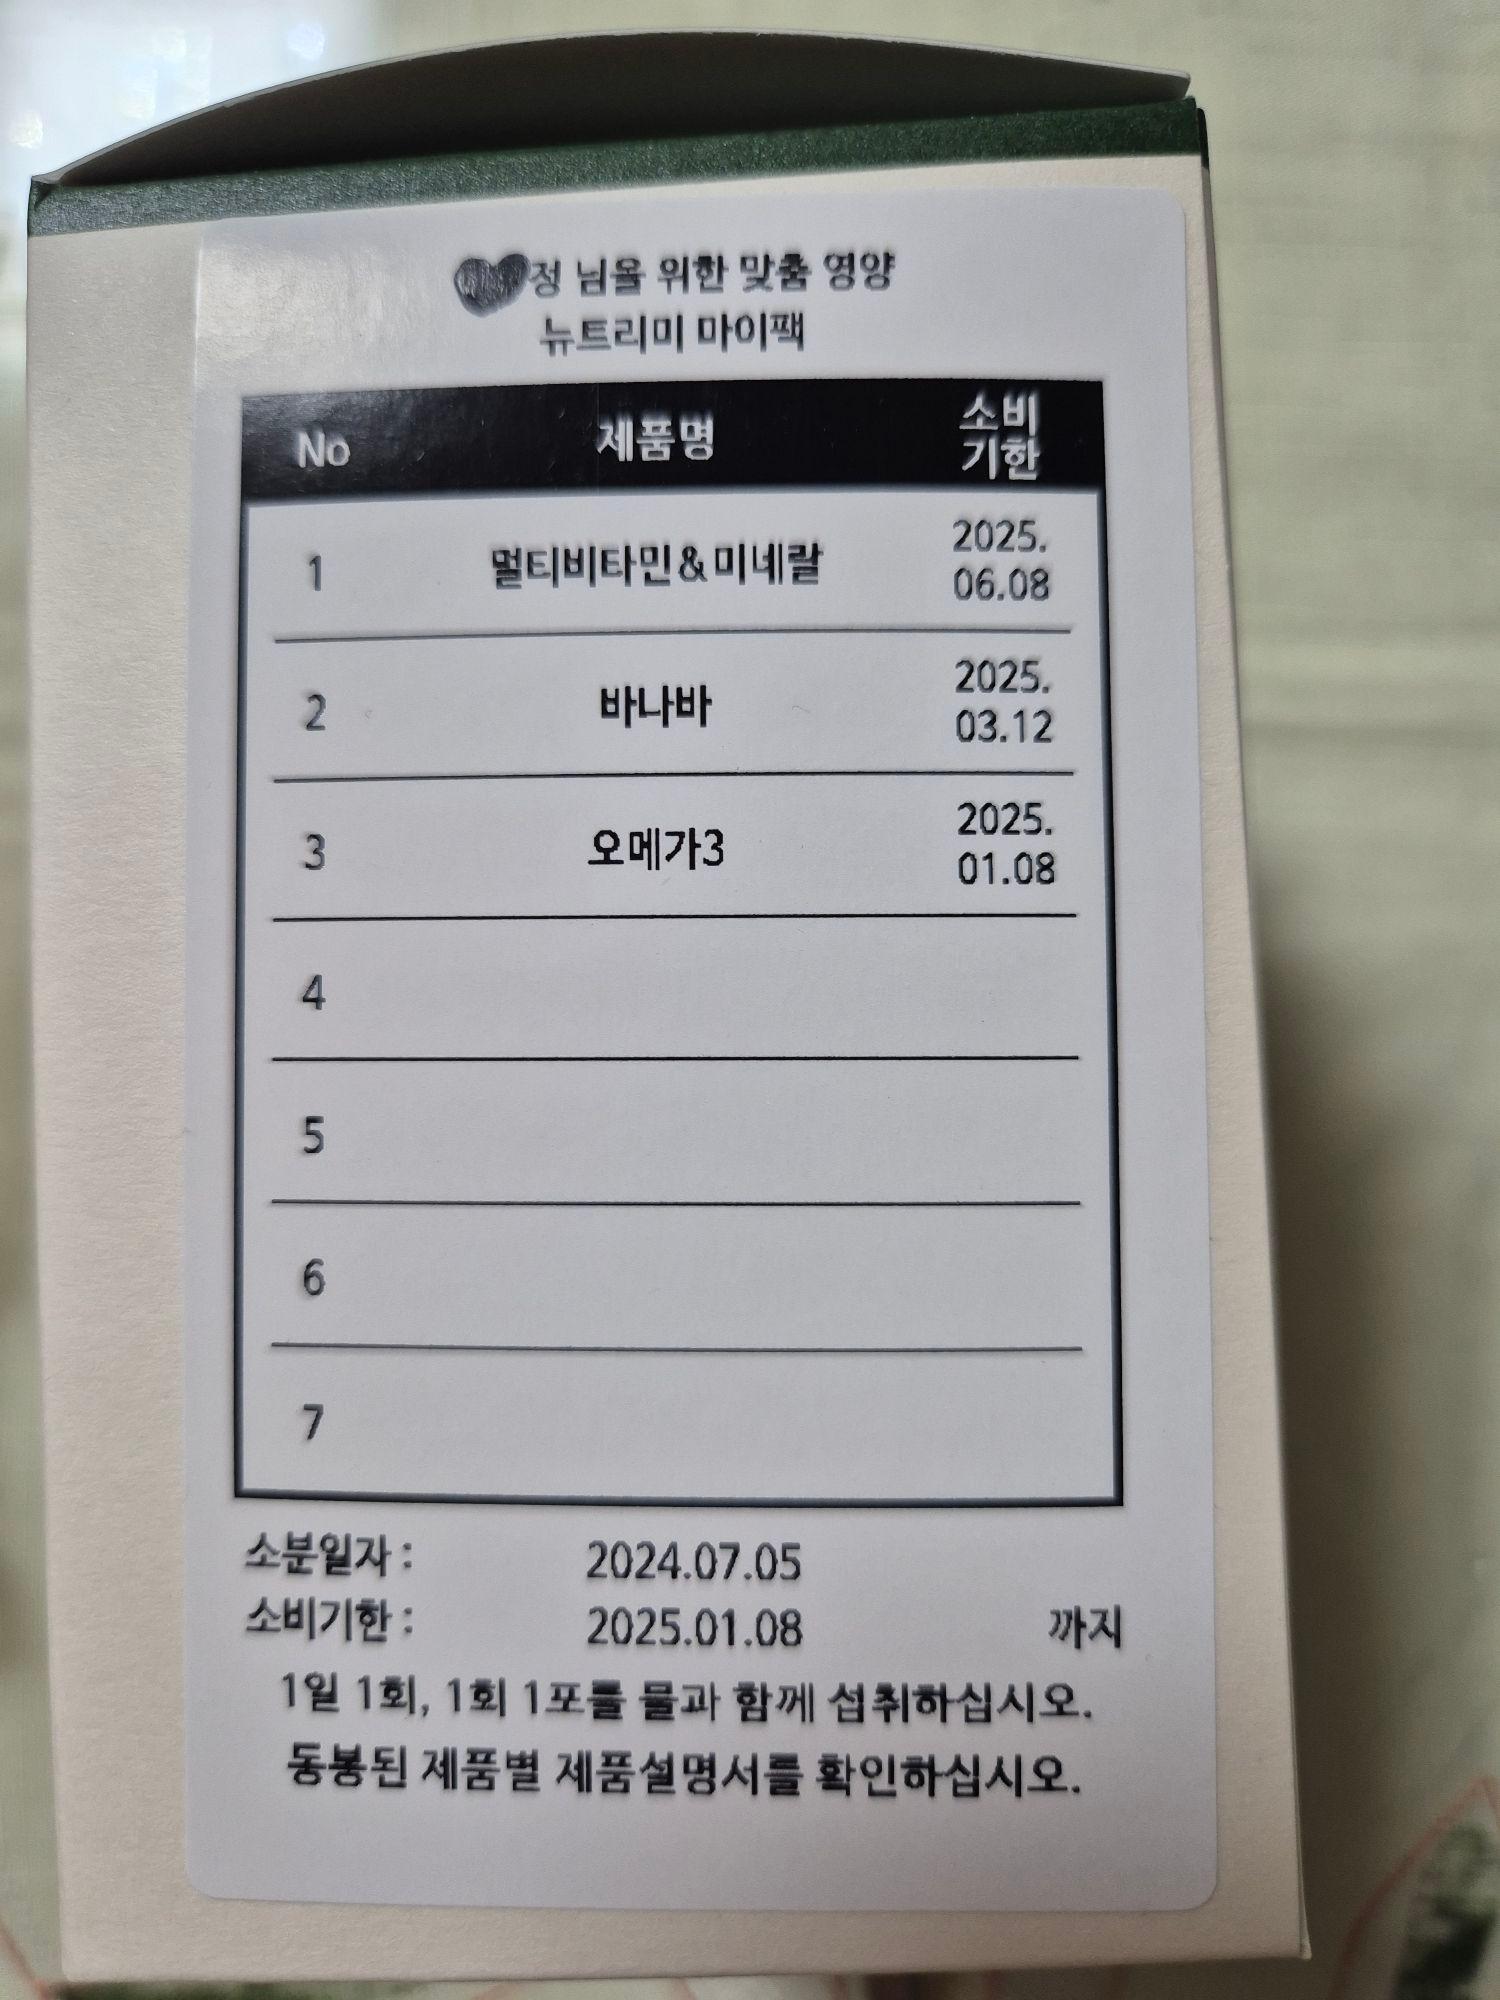 정 님을 위한 맞춤 영양
뉴트리미 마이팩
No 제품명 소비
기한
1 멀티비타민&미네랄 2025.
06.08
2 바나바 2025.
03.12
3 오메가3 2025.
01.08
4
5
6
7
소분일자 : 2024.07.05
소비기한 : 2025.01.08 까지
1일 1회, 1회 1포를 물과 함께 섭취하십시오.
동봉된 제품별 제품설명서를 확인하십시오.